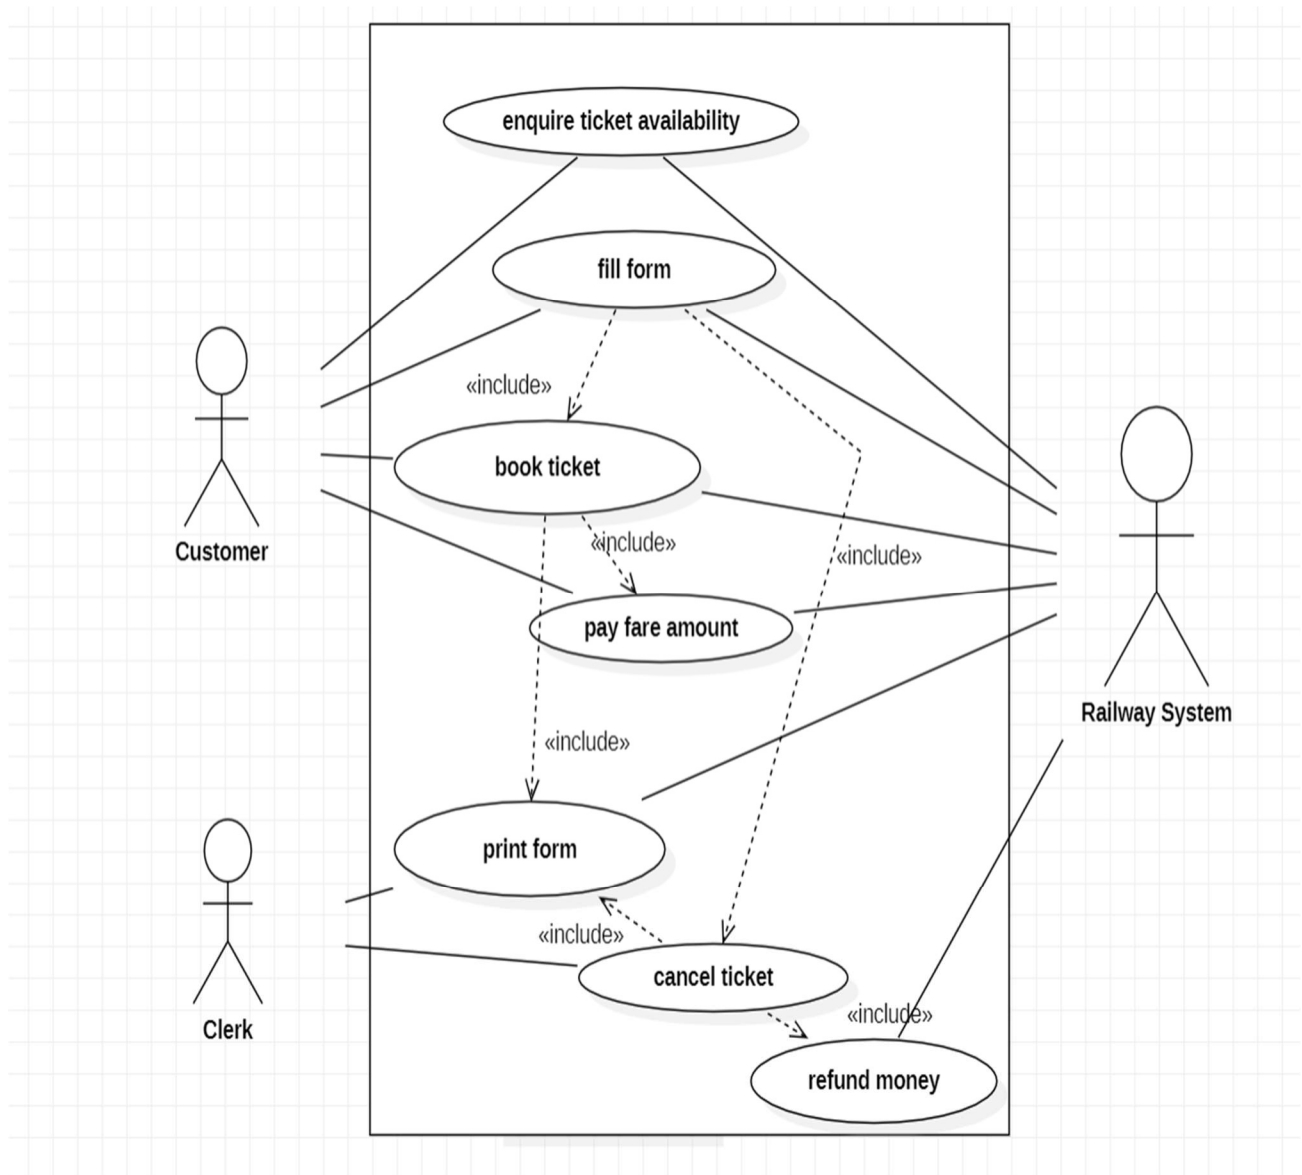 enquire ticket availability
fill form
«include»
book ticket
Customer
«include»
«include»
pay fare amount
Railway System
«include»
print form
«include»
cancel ticket
«include»
Clerk
refund money